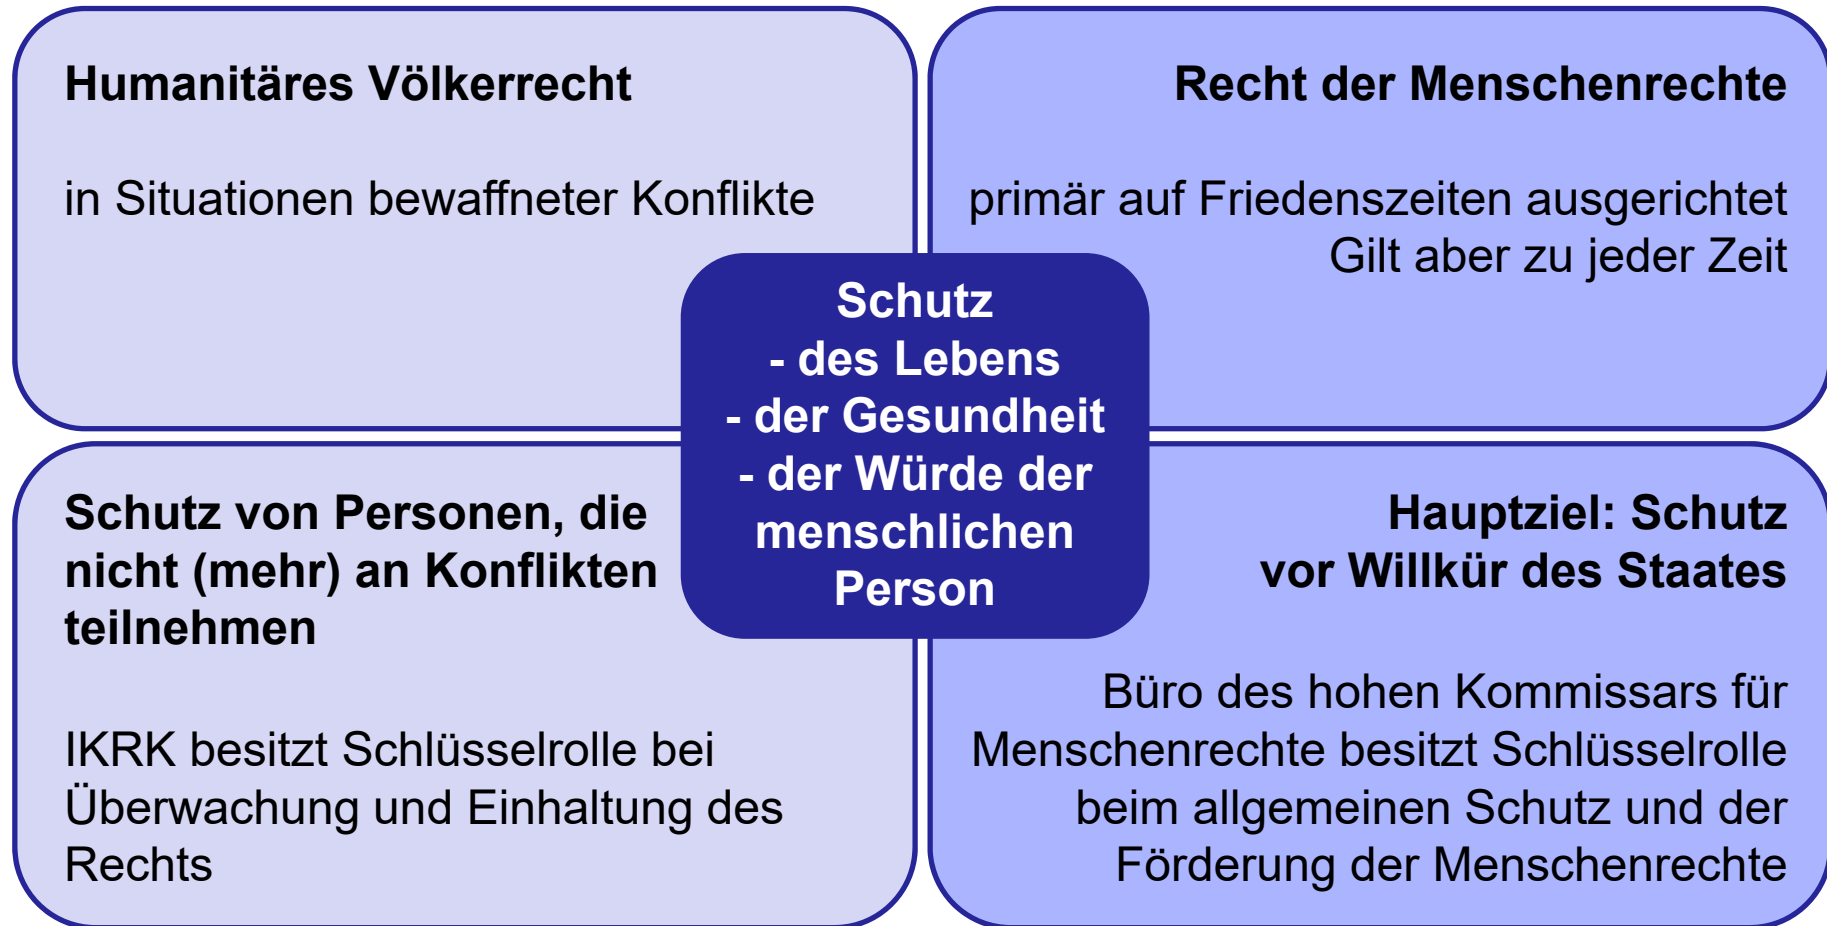 Humanitäres Völkerrecht
in Situationen bewaffneter Konflikte
Recht der Menschenrechte
primär auf Friedenszeiten ausgerichtet
Gilt aber zu jeder Zeit
Schutz
- des Lebens
- der Gesundheit
- der Würde der
menschlichen
Person
Schutz von Personen, die
nicht (mehr) an Konflikten
teilnehmen
IKRK besitzt Schlüsselrolle bei
Überwachung und Einhaltung des
Rechts
Hauptziel: Schutz
vor Willkür des Staates
Büro des hohen Kommissars für
Menschenrechte besitzt Schlüsselrolle
beim allgemeinen Schutz und der
Förderung der Menschenrechte